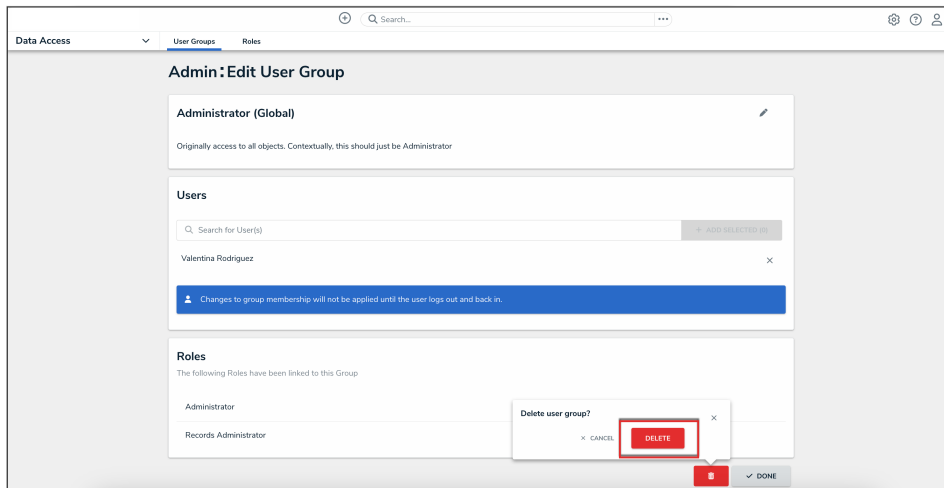 Search...
Data Access
User Groups
Roles
Admin:Edit User Group
Administrator (Global)
Originally access to all objects. Contextually, this should just be Administrator
Users
Search for User(s)
+ ADD SELECTED (0)
Valentina Rodriguez
Changes to group membership will not be applied until the user logs out and back in.
Roles
The following Roles have been linked to this Group
Administrator
Records Administrator
Delete user group?
CANCEL
DELETE
DONE